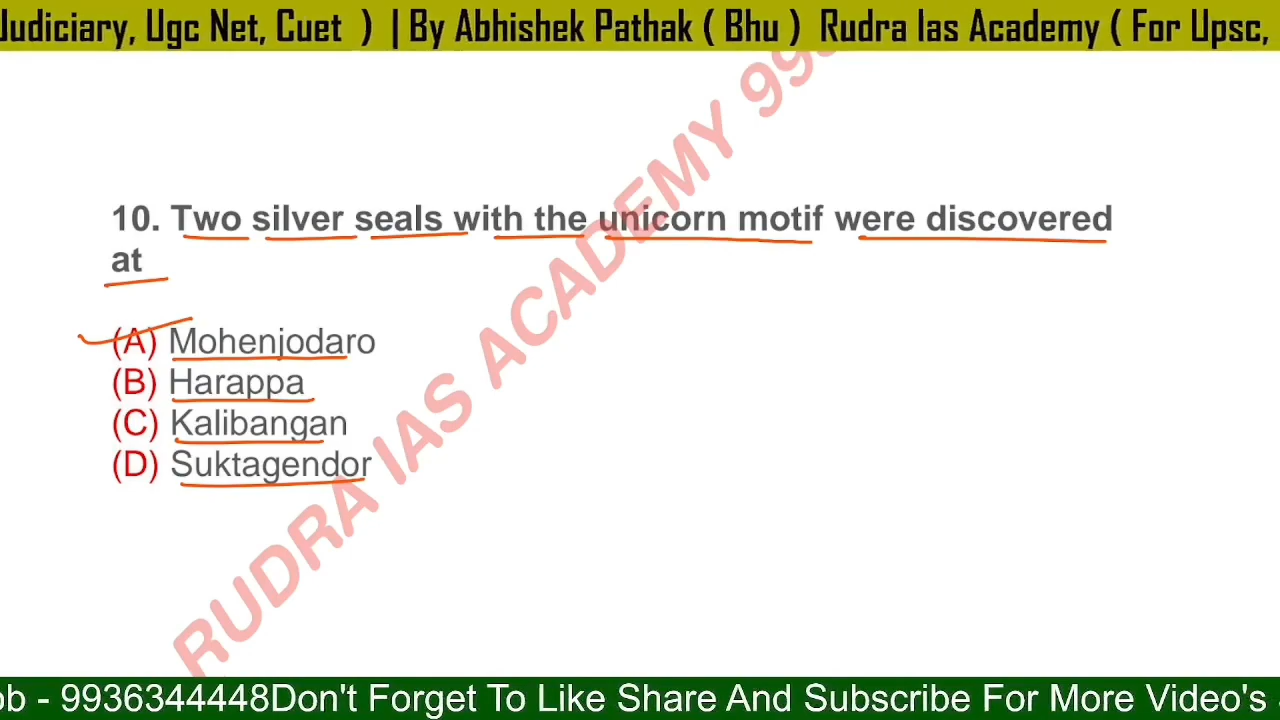 Judiciary, Ugc Net, Cuet ) | By Abhishek Pathak ( Bhu ) Rudra Ias Academy ( For Upsc,
10. Two silver seals with the unicorn motif were discovered
at
(A) Mohenjodaro
(B) Harappa
(C) Kalibangan
(D) Suktagendor
RUDRA IAS ACADEMY 99
ob - 9936344448Don't Forget To Like Share And Subscribe For More Video's